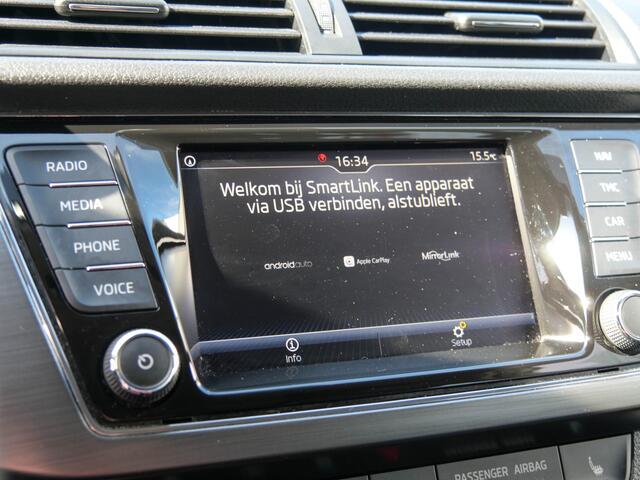 16:34
15.5°C
Welkom bij SmartLink. Een apparaat
via USB verbinden, alstublieft.
androidauto
Apple CarPlay
MirrorLink
Info
Setup
RADIO
MEDIA
PHONE
VOICE
NAV
TMC
CAR
MENU
PASSENGER AIRBAG